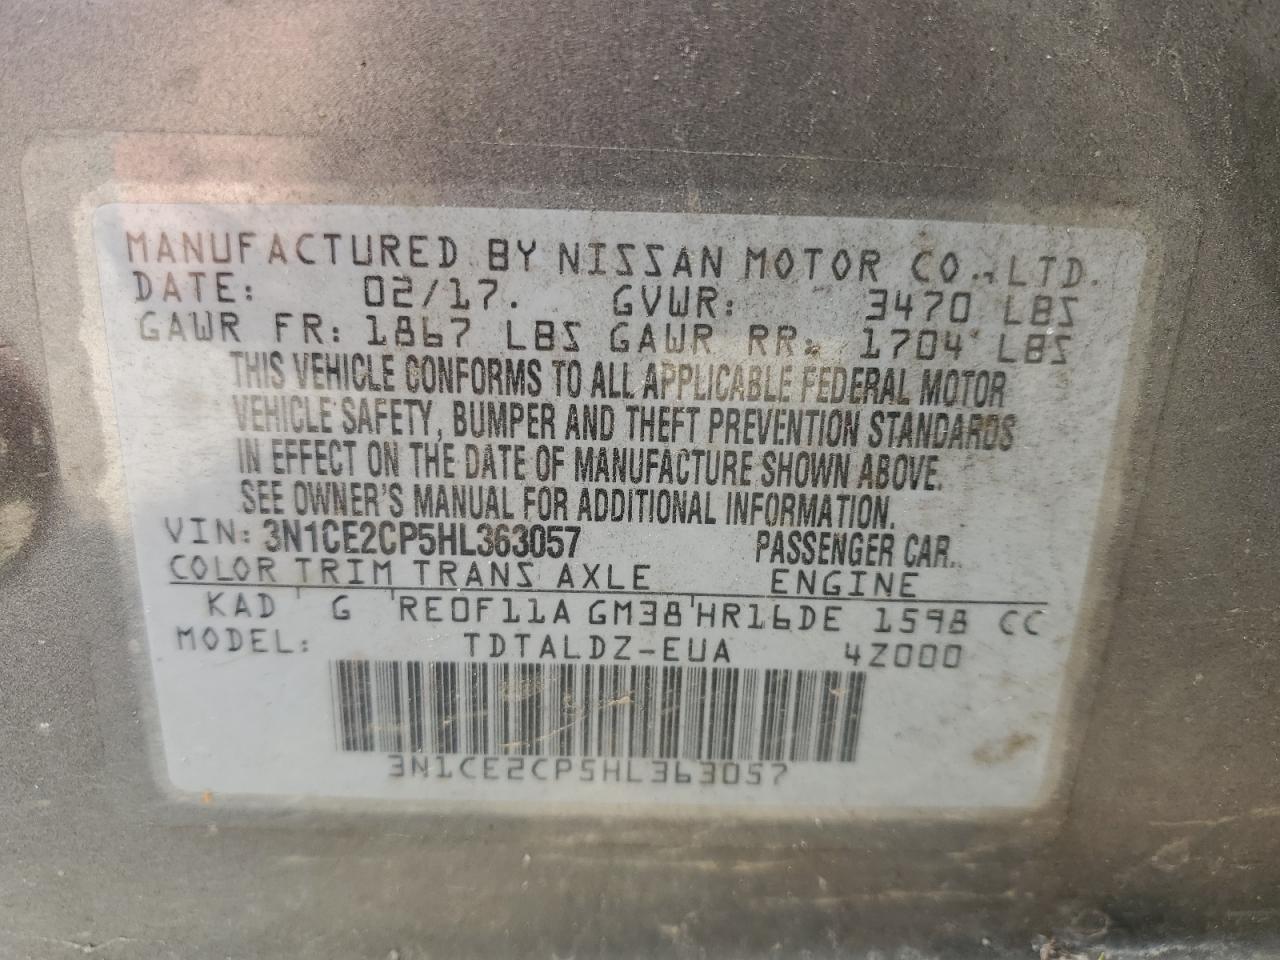 MANUFACTURED BY NISSAN MOTOR CO., LTD.
DATE: 02/17. GVWR: 3470 LBS
GAWR FR: 1867 LBS GAWR RR: 1704 LBS
THIS VEHICLE CONFORMS TO ALL APPLICABLE FEDERAL MOTOR
VEHICLE SAFETY, BUMPER AND THEFT PREVENTION STANDARDS
IN EFFECT ON THE DATE OF MANUFACTURE SHOWN ABOVE.
SEE OWNER'S MANUAL FOR ADDITIONAL INFORMATION.
VIN: 3N1CE2CP5HL363057 PASSENGER CAR.
COLOR TRIM TRANS AXLE ENGINE
KAD G RE0F11A GM38 HR16DE 1598 CC
MODEL: TDTALDZ-EUA 4Z000
3N1CE2CP5HL363057